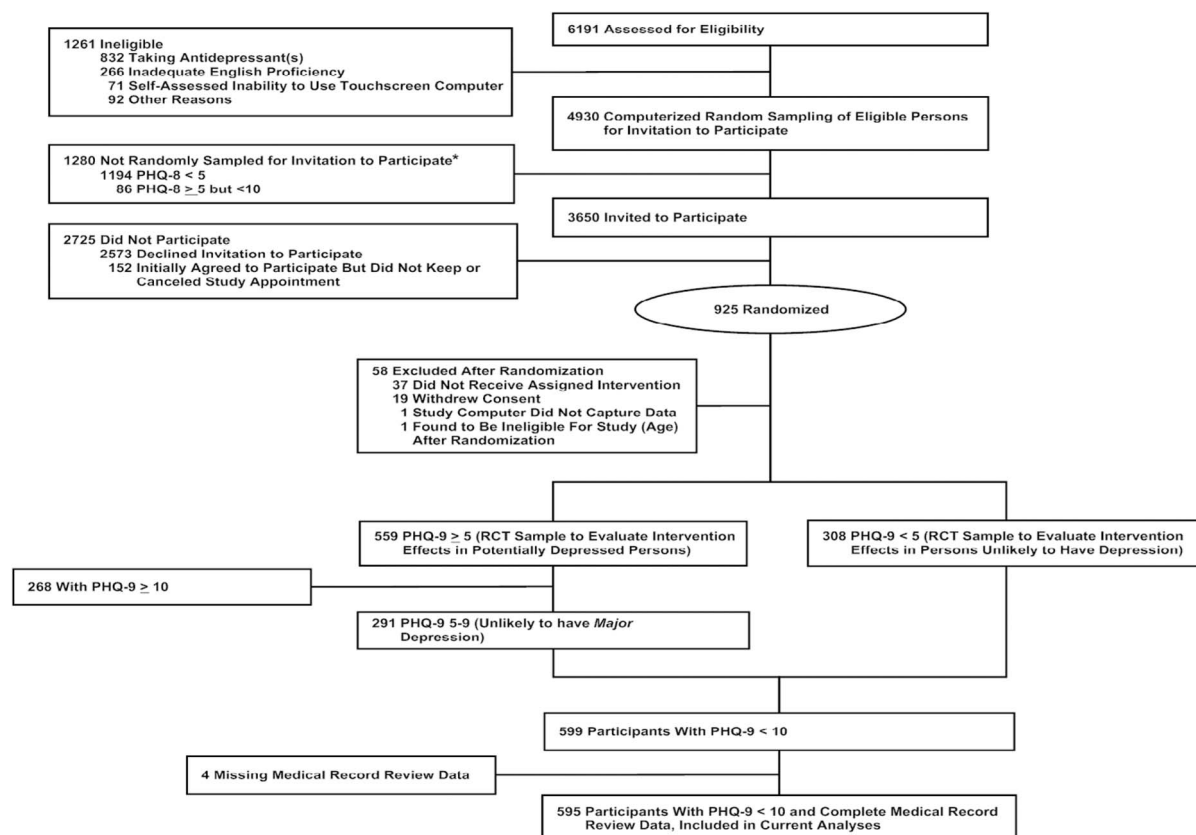 6191 Assessed for Eligibility
1261 Ineligible
832 Taking Antidepressant(s)
266 Inadequate English Proficiency
71 Self-Assessed Inability to Use Touchscreen Computer
92 Other Reasons
4930 Computerized Random Sampling of Eligible Persons
for Invitation to Participate
1280 Not Randomly Sampled for Invitation to Participate*
1194 PHQ-8 < 5
86 PHQ-8 ≥ 5 but <10
3650 Invited to Participate
2725 Did Not Participate
2573 Declined Invitation to Participate
152 Initially Agreed to Participate But Did Not Keep or
Canceled Study Appointment
925 Randomized
58 Excluded After Randomization
37 Did Not Receive Assigned Intervention
19 Withdrew Consent
1 Study Computer Did Not Capture Data
1 Found to Be Ineligible For Study (Age)
After Randomization
559 PHQ-9 ≥ 5 (RCT Sample to Evaluate Intervention
Effects in Potentially Depressed Persons)
308 PHQ-9 < 5 (RCT Sample to Evaluate Intervention
Effects in Persons Unlikely to Have Depression)
268 With PHQ-9 ≥ 10
291 PHQ-9 5-9 (Unlikely to have Major
Depression)
599 Participants With PHQ-9 < 10
4 Missing Medical Record Review Data
595 Participants With PHQ-9 < 10 and Complete Medical Record
Review Data, Included in Current Analyses